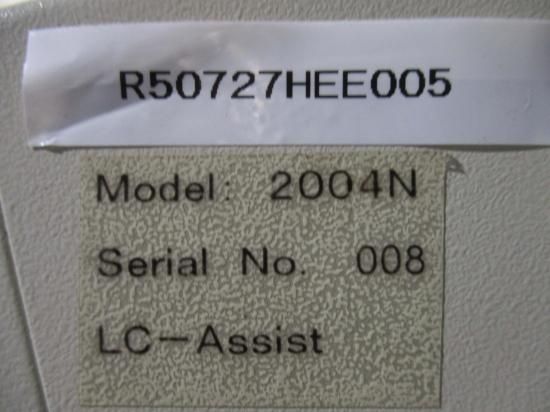 R50727HEE005
Model: 2004N
Serial No. 008
LC-Assist